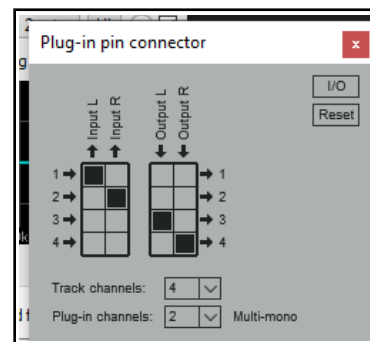 Plug-in pin connector
x
I/O
Reset
Input L
Input R
Output L
Output R
1
1
2
2
3
3
4
4
Track channels: 4
Plug-in channels: 2 Multi-mono